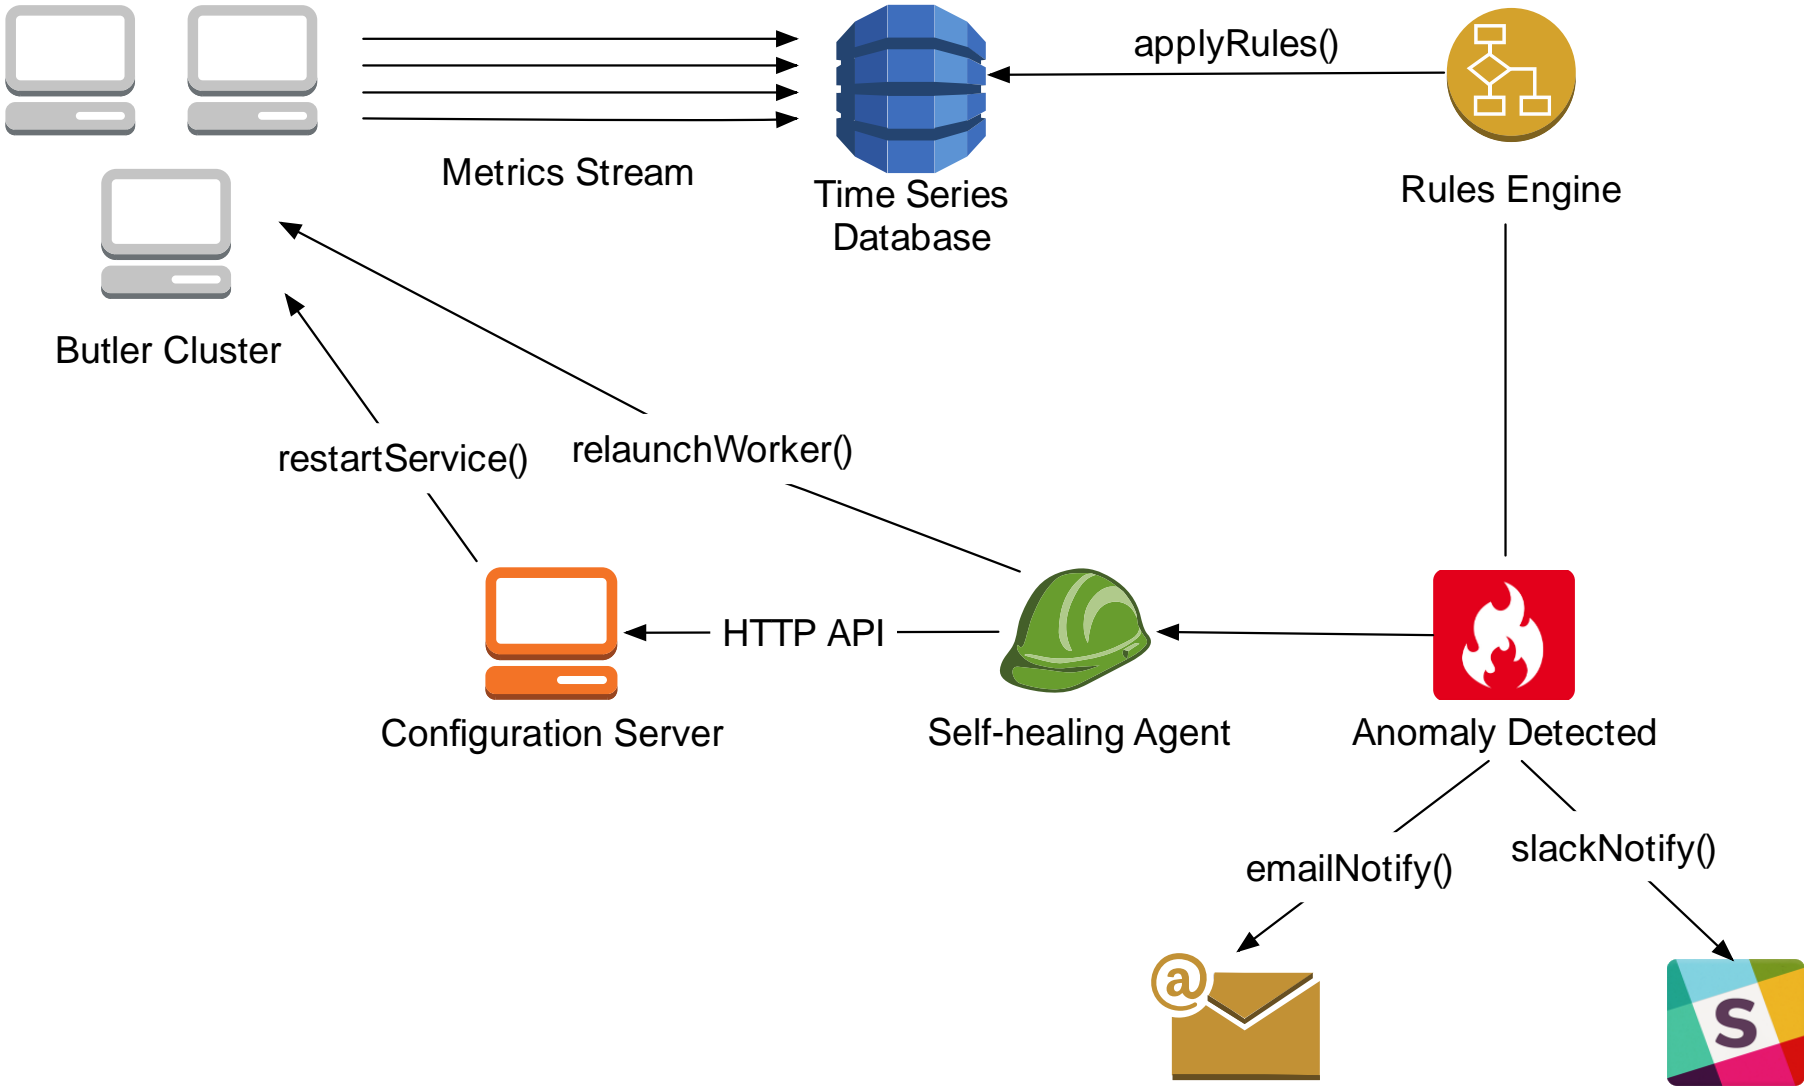 applyRules()
Metrics Stream
Time Series
Database
Rules Engine
Butler Cluster
restartService()
relaunchWorker()
HTTP API
Configuration Server
Self-healing Agent
Anomaly Detected
emailNotify()
slackNotify()
@
S